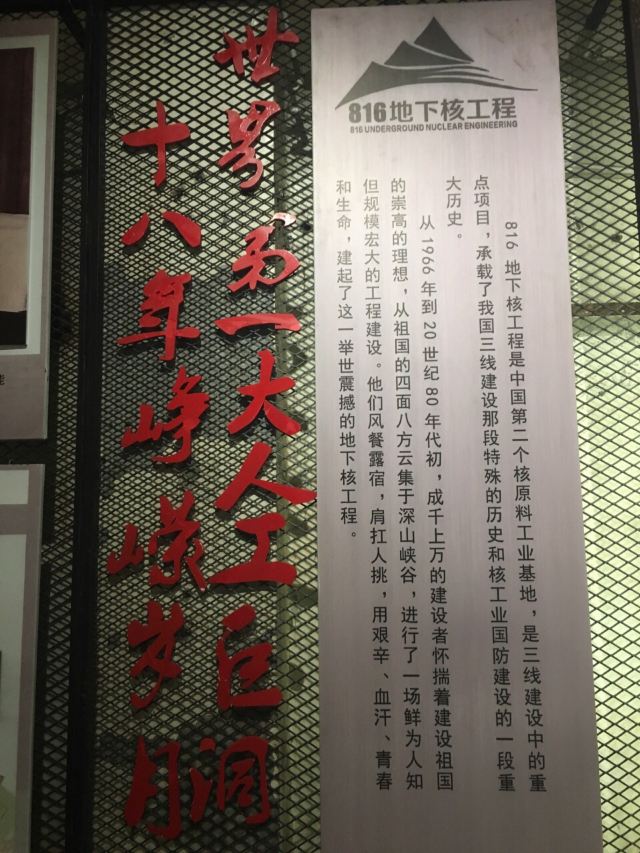 816地下核工程
816 UNDERGROUND NUCLEAR ENGINEERING
816 地下核工程是中国第二个核原料工业基地，是三线建设中的重
点项目，承载了我国三线建设那段特殊的历史和核工业国防建设的一段重
大历史。
从 1966 年到 20 世纪 80 年代初，成千上万的建设者怀揣着建设祖国
的崇高的理想，从祖国的四面八方云集于深山峡谷，进行了一场鲜为人知
但规模宏大的工程建设。他们风餐露宿，肩扛人挑，用艰辛、血汗、青春
和生命，建起了这一举世震撼的地下核工程。
世界第一大人工巨洞
十八年峥嵘岁月
能